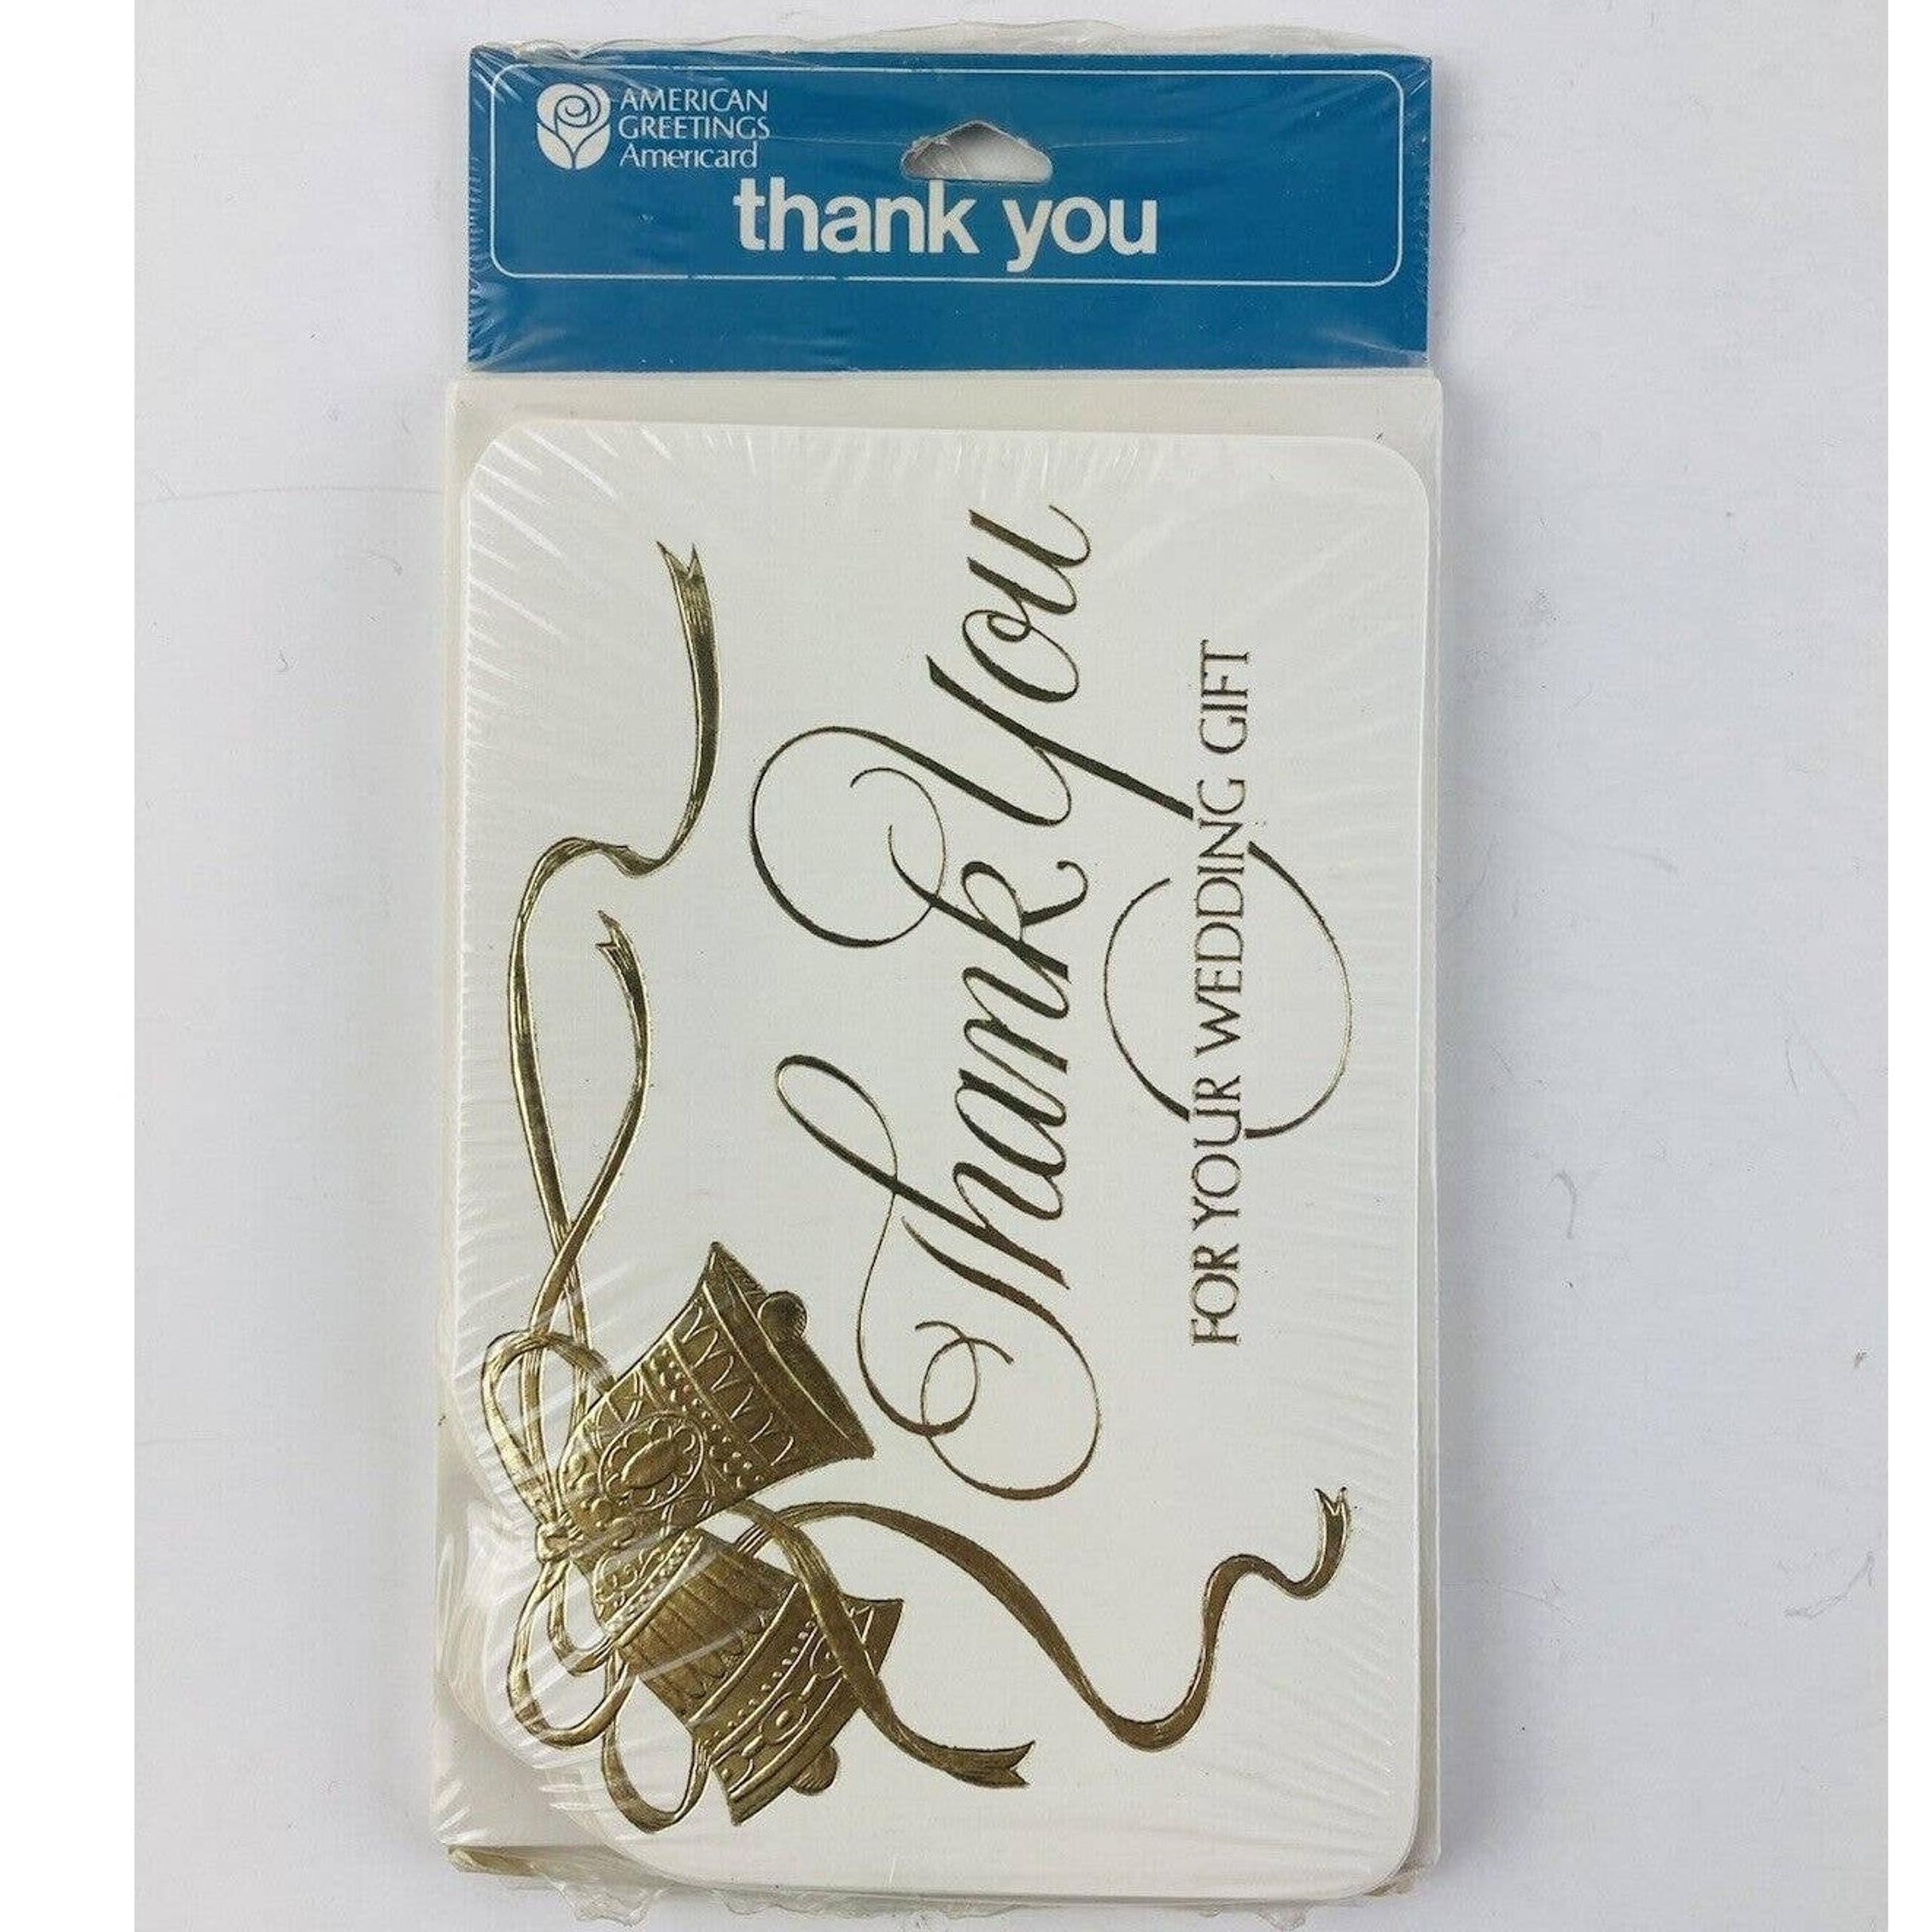 AMERICAN
GREETINGS
Americard
thank you
Thank You
FOR YOUR WEDDING GIFT